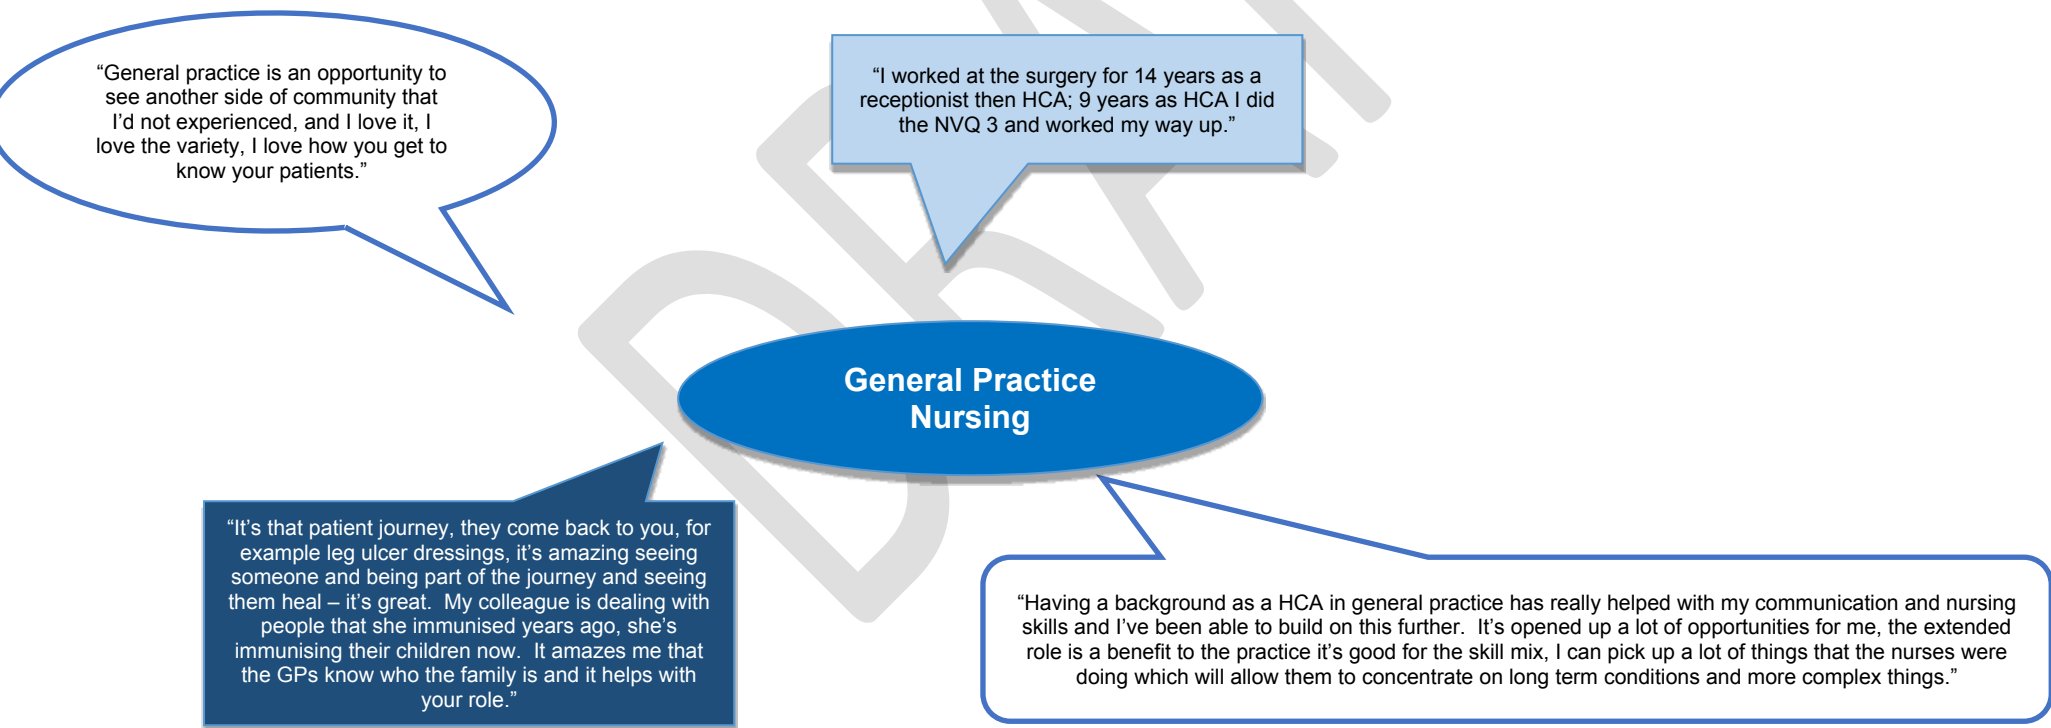 “General practice is an opportunity to
see another side of community that
I’d not experienced, and I love it, I
love the variety, I love how you get to
know your patients.”
“I worked at the surgery for 14 years as a
receptionist then HCA; 9 years as HCA I did
the NVQ 3 and worked my way up.”
General Practice
Nursing
“It’s that patient journey, they come back to you, for
example leg ulcer dressings, it’s amazing seeing
someone and being part of the journey and seeing
them heal – it’s great.  My colleague is dealing with
people that she immunised years ago, she’s
immunising their children now.  It amazes me that
the GPs know who the family is and it helps with
your role.”
“Having a background as a HCA in general practice has really helped with my communication and nursing
skills and I’ve been able to build on this further.  It’s opened up a lot of opportunities for me, the extended
role is a benefit to the practice it’s good for the skill mix, I can pick up a lot of things that the nurses were
doing which will allow them to concentrate on long term conditions and more complex things.”